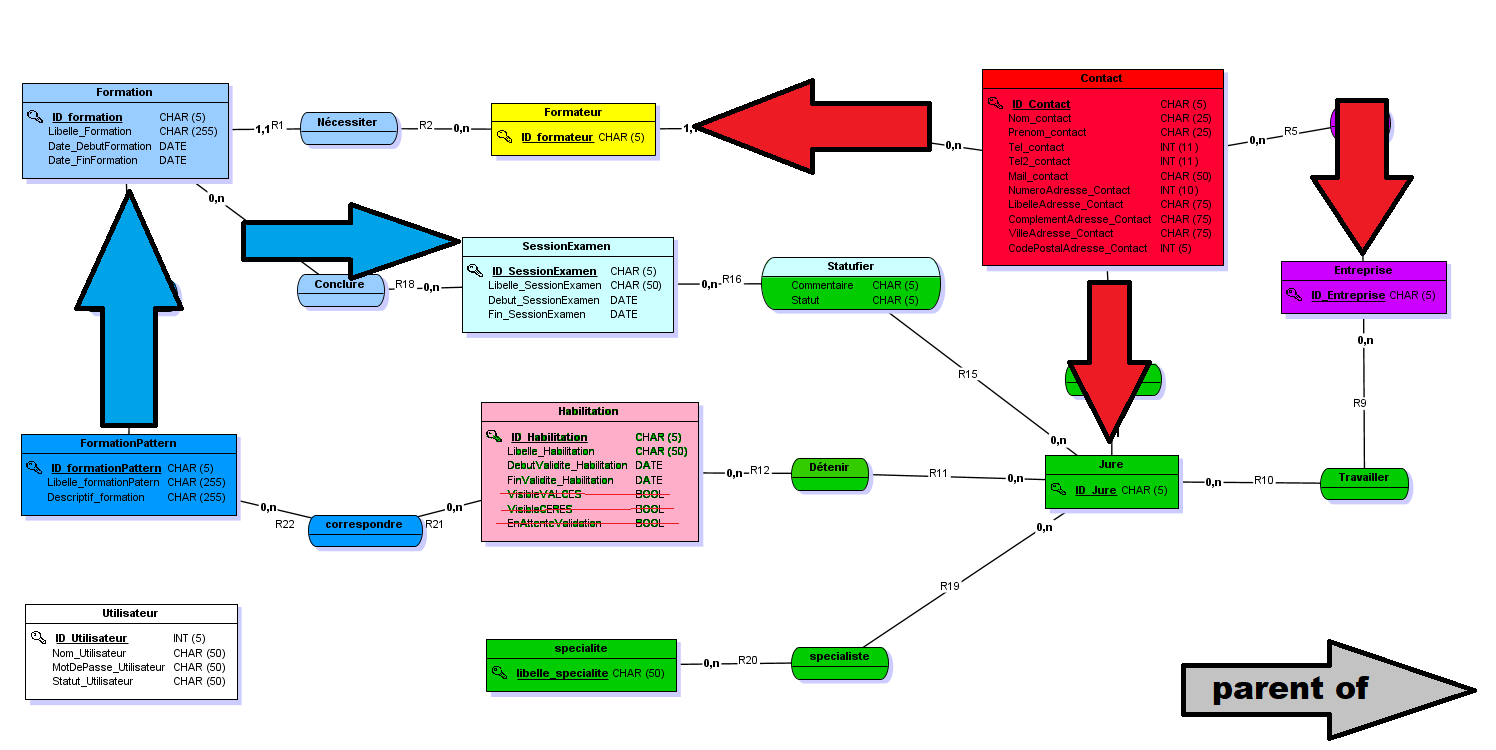 Formation
ID_formation CHAR (5)
Libelle_Formation CHAR (255)
Date_DebutFormation DATE
Date_FinFormation DATE
1,1
R1
Nécessiter
R2
0,n
Formateur
ID_formateur CHAR (5)
0,n
Contact
ID_Contact CHAR (5)
Nom_contact CHAR (25)
Prenom_contact CHAR (25)
Tel_contact INT (11)
Tel2_contact INT (11)
Mail_contact CHAR (50)
NumeroAdresse_Contact INT (10)
LibelleAdresse_Contact CHAR (75)
ComplementAdresse_Contact CHAR (75)
VilleAdresse_Contact CHAR (75)
CodePostalAdresse_Contact INT (5)
0,n
R5
0,n
Conclure
R18
0,n
SessionExamen
ID_SessionExamen CHAR (5)
Libelle_SessionExamen CHAR (50)
Debut_SessionExamen DATE
Fin_SessionExamen DATE
0,n
R16
Statufier
Commentaire CHAR (5)
Statut CHAR (5)
R15
0,n
Entreprise
ID_Entreprise CHAR (5)
0,n
R9
FormationPattern
ID_formationPattern CHAR (5)
Libelle_formationPatern CHAR (255)
Descriptif_formation CHAR (255)
0,n
R22
correspondre
R21
0,n
Habilitation
ID_Habilitation CHAR (5)
Libelle_Habilitation CHAR (50)
DebutValidite_Habilitation DATE
FinValidite_Habilitation DATE
VisibleVALCES BOOL
VisibleCERES BOOL
EnAttenteValidation BOOL
0,n
R12
Détenir
R11
0,n
Jure
ID_Jure CHAR (5)
0,n
R10
Travailler
0,n
R19
Utilisateur
ID_Utilisateur INT (5)
Nom_Utilisateur CHAR (50)
MotDePasse_Utilisateur CHAR (50)
Statut_Utilisateur CHAR (50)
specialite
libelle_specialite CHAR (50)
0,n
R20
specialiste
parent of